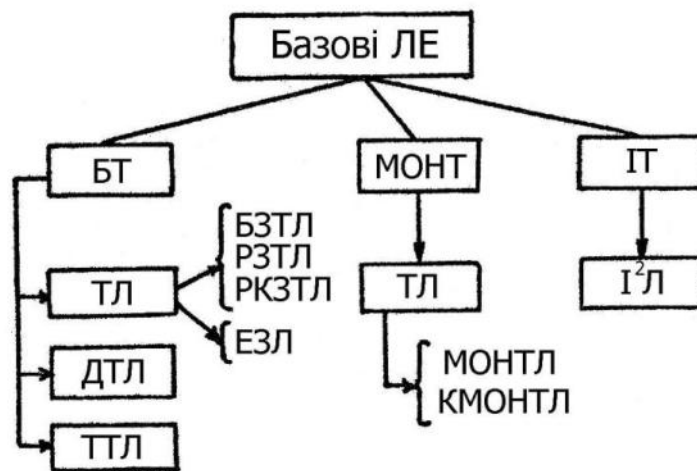 Базові ЛЕ
БТ
МОНТ
ІТ
ТЛ
БЗТЛ
РЗТЛ
РКЗТЛ
ЕЗЛ
ДТЛ
ТТЛ
ТЛ
МОНТЛ
КМОНТЛ
І²Л